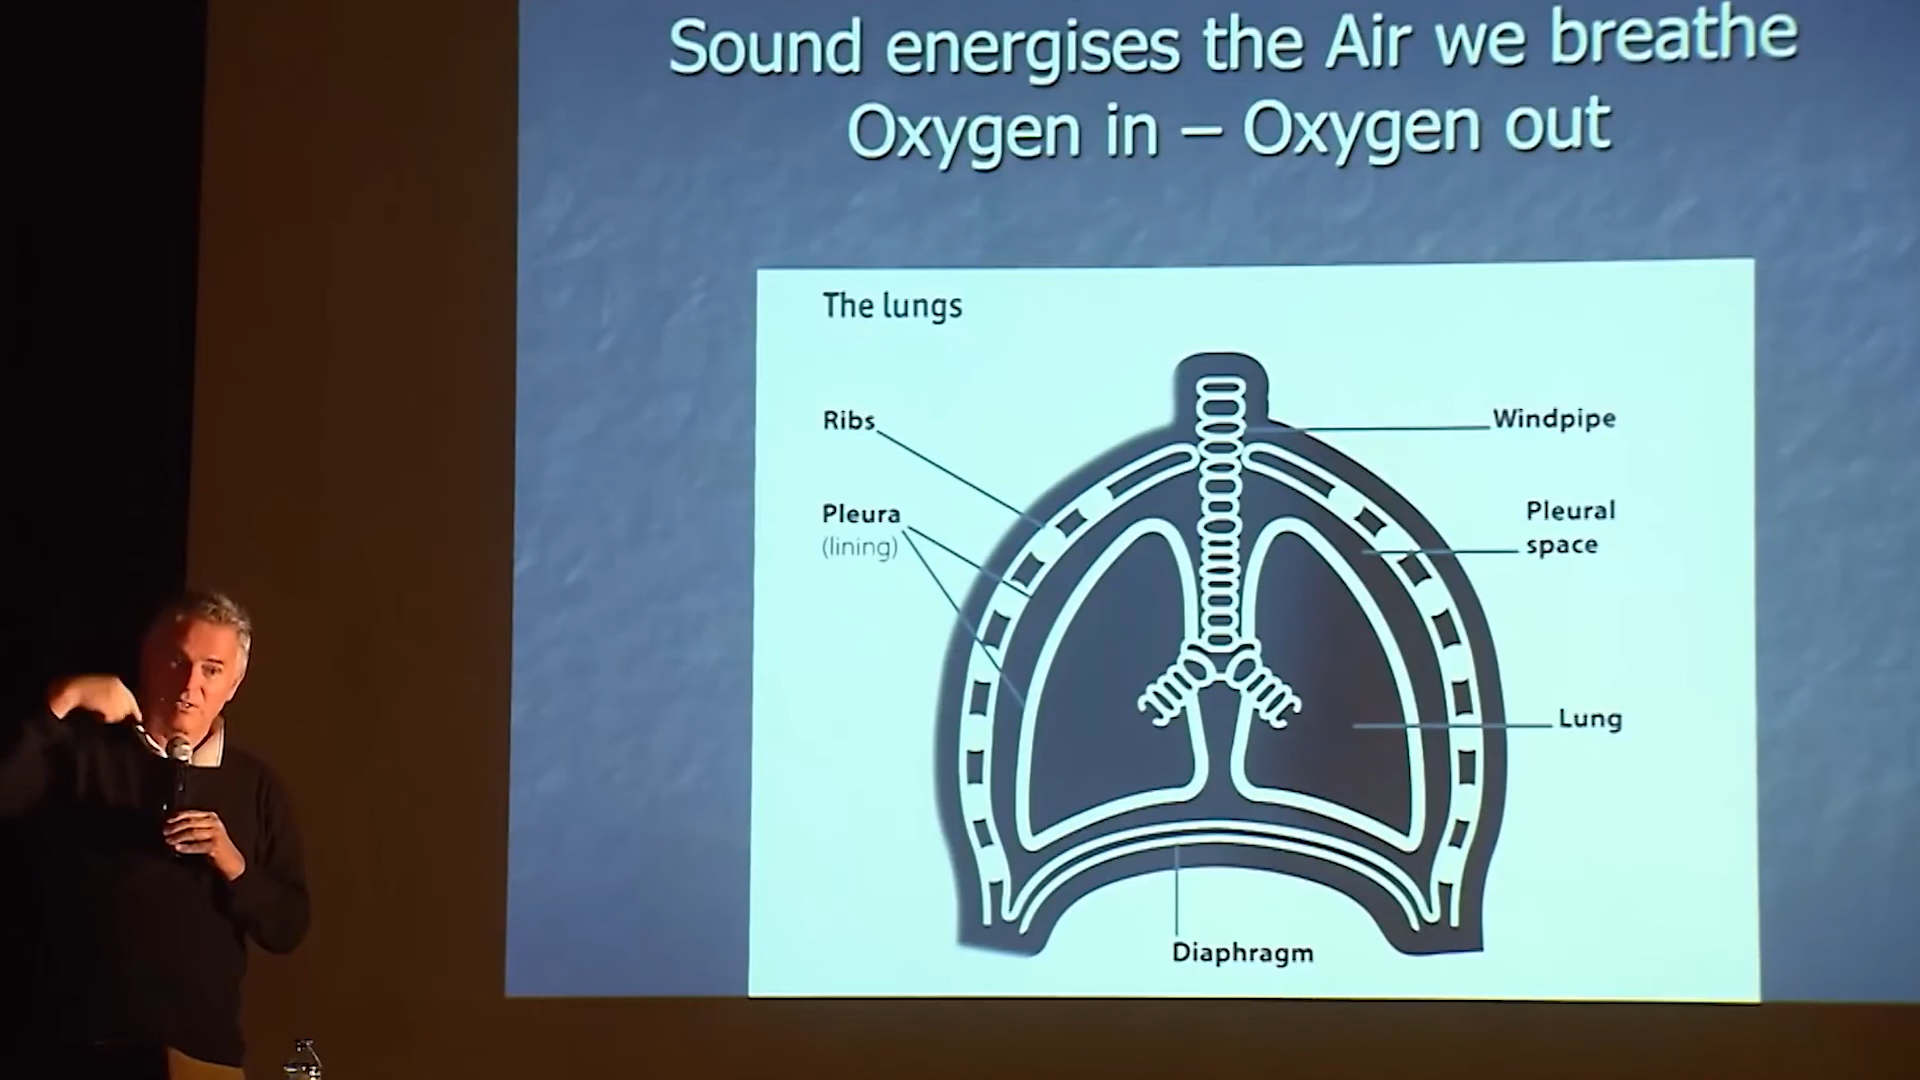 Sound energises the Air we breathe
Oxygen in – Oxygen out
The lungs
Ribs
Windpipe
Pleura
(lining)
Pleural
space
Lung
Diaphragm